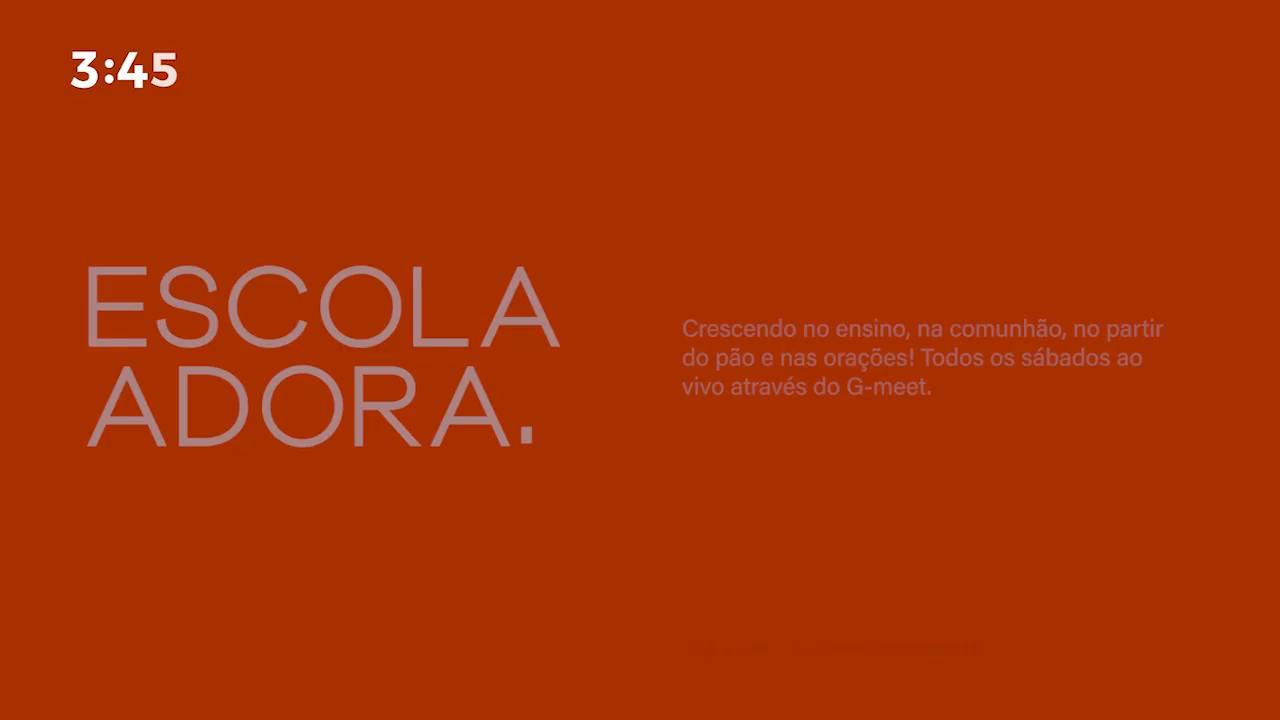 3:45
ESCOLA
ADORA.
Crescendo no ensino, na comunhão, no partir
do pão e nas orações! Todos os sábados ao
vivo através do G-meet.